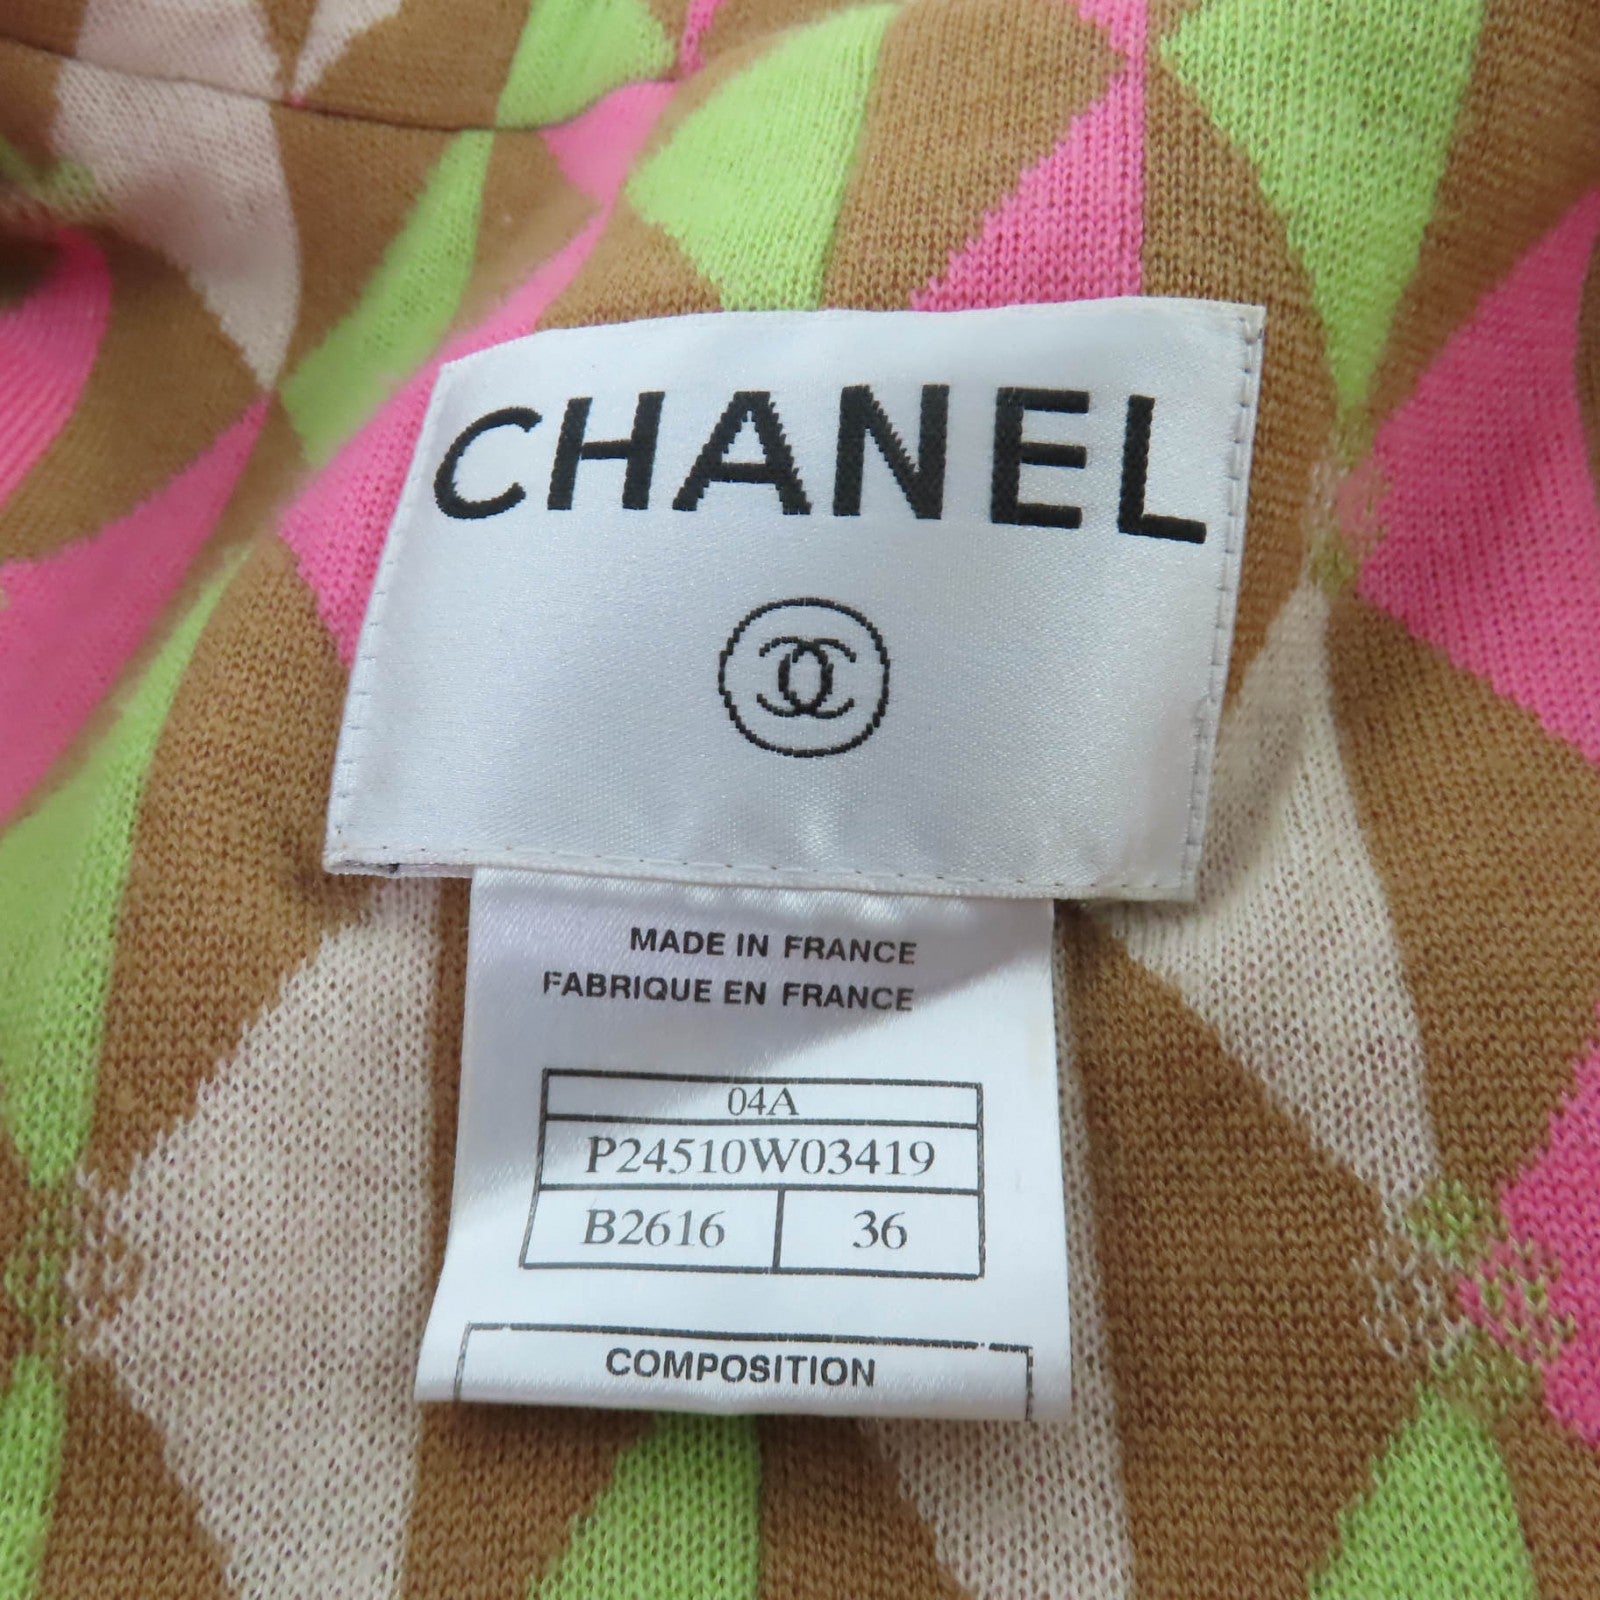 CHANEL
MADE IN FRANCE
FABRIQUE EN FRANCE
04A
P24510W03419
B2616 36
COMPOSITION